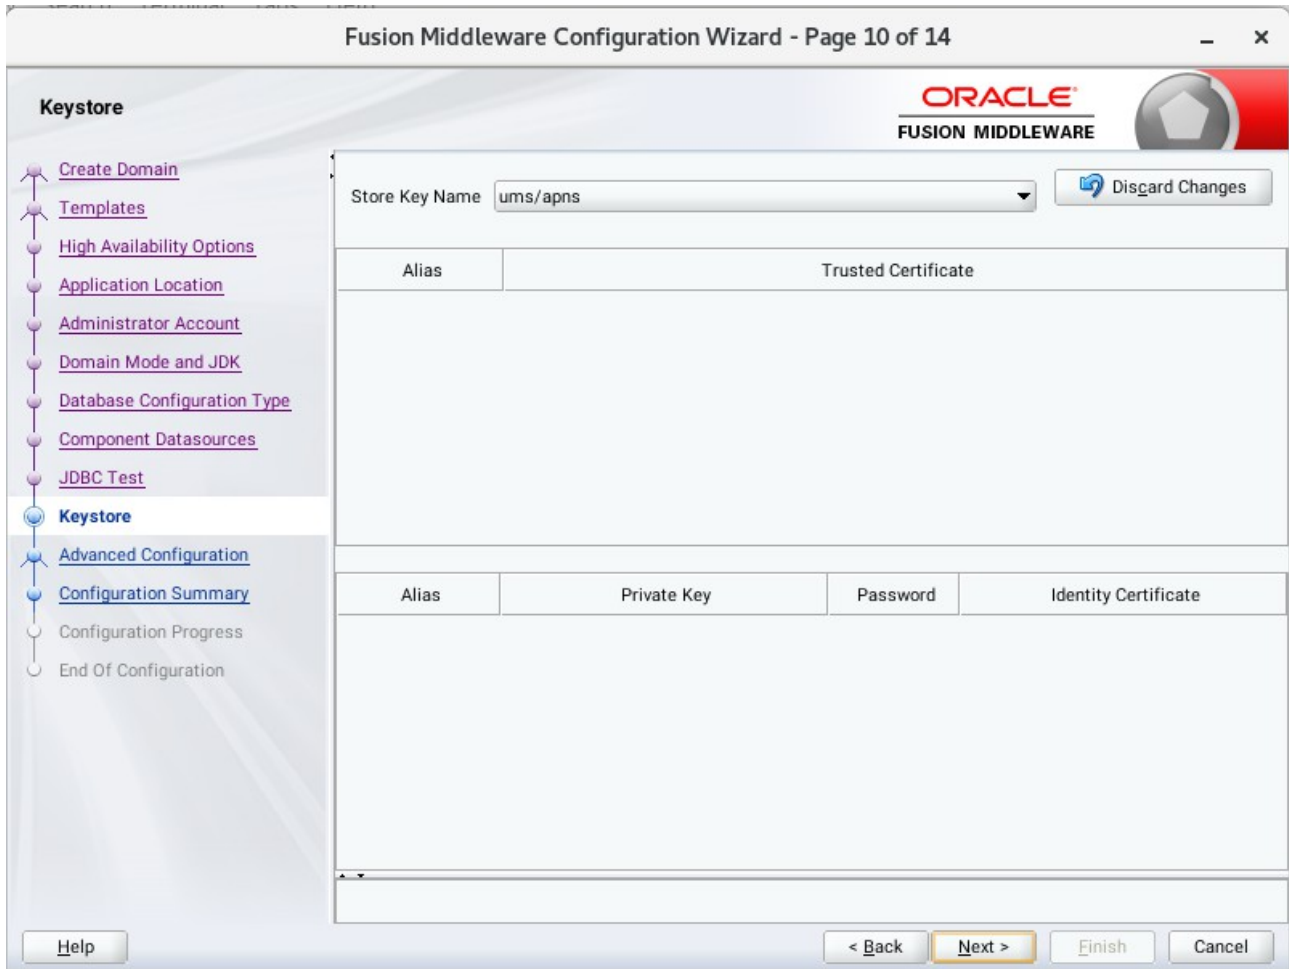 Fusion Middleware Configuration Wizard - Page 10 of 14
Keystore
ORACLE
FUSION MIDDLEWARE
Create Domain
Templates
High Availability Options
Application Location
Administrator Account
Domain Mode and JDK
Database Configuration Type
Component Datasources
JDBC Test
Keystore
Advanced Configuration
Configuration Summary
Configuration Progress
End Of Configuration
Store Key Name ums/apns Discard Changes
Alias Trusted Certificate
Alias Private Key Password Identity Certificate
Help < Back Next > Finish Cancel